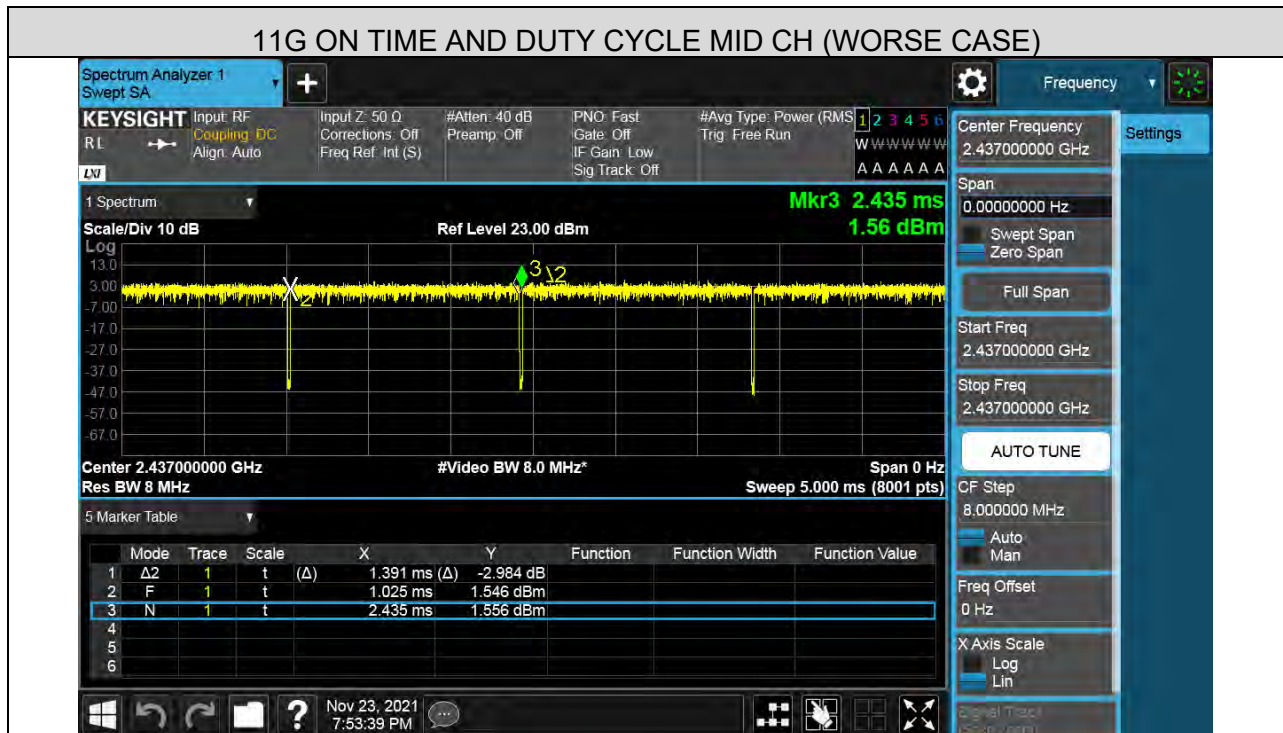 11G ON TIME AND DUTY CYCLE MID CH (WORSE CASE)
Spectrum Analyzer 1
Swept SA
+
Frequency
KEYSIGHT Input: RF Input Z: 50 Ω #Atten: 40 dB PNO: Fast #Avg Type: Power (RMS 1 2 3 4 5 6
RL Coupling: DC Corrections: Off Preamp: Off Gate: Off Trig: Free Run W W W W W W
Align: Auto Freq Ref: Int (S) IF Gain: Low
LXI Sig Track: Off A A A A A A
Center Frequency
2.437000000 GHz
Settings
1 Spectrum
Mkr3 2.435 ms
Scale/Div 10 dB Ref Level 23.00 dBm 1.56 dBm
Log
13.0
3.00
-7.00
-17.0
-27.0
-37.0
-47.0
-57.0
-67.0
X
2
3 Δ2
Center 2.437000000 GHz #Video BW 8.0 MHz* Span 0 Hz
Res BW 8 MHz Sweep 5.000 ms (8001 pts)
Span
0.00000000 Hz
Swept Span
Zero Span
Full Span
Start Freq
2.437000000 GHz
Stop Freq
2.437000000 GHz
AUTO TUNE
CF Step
8.000000 MHz
Auto
Man
Freq Offset
0 Hz
X Axis Scale
Log
Lin
Signal Track
5 Marker Table
Mode Trace Scale X Y Function Function Width Function Value
1 Δ2 1 t (Δ) 1.391 ms (Δ) -2.984 dB
2 F 1 t 1.025 ms 1.546 dBm
3 N 1 t 2.435 ms 1.556 dBm
4
5
6
?
Nov 23, 2021
7:53:39 PM